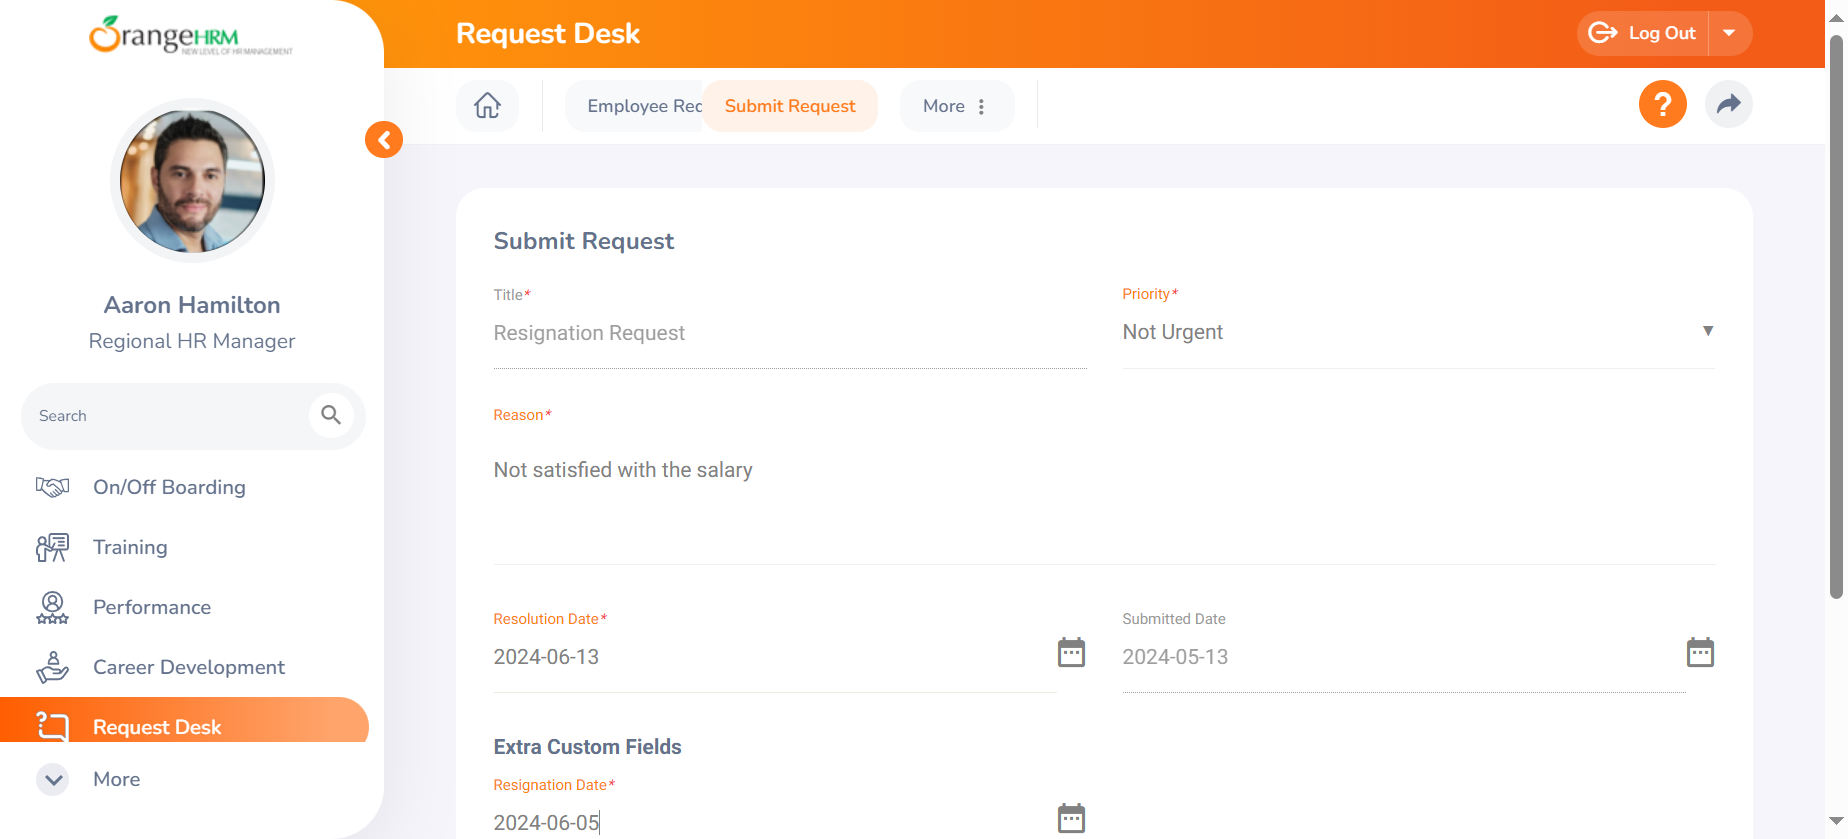 OrangeHRM
NEW LEVEL OF HR MANAGEMENT
Request Desk
Log Out
Employee Rec
Submit Request
More
?
Aaron Hamilton
Regional HR Manager
Search
On/Off Boarding
Training
Performance
Career Development
Request Desk
More
Submit Request
Title*
Priority*
Resignation Request
Not Urgent
Reason*
Not satisfied with the salary
Resolution Date*
Submitted Date
2024-06-13
2024-05-13
Extra Custom Fields
Resignation Date*
2024-06-05